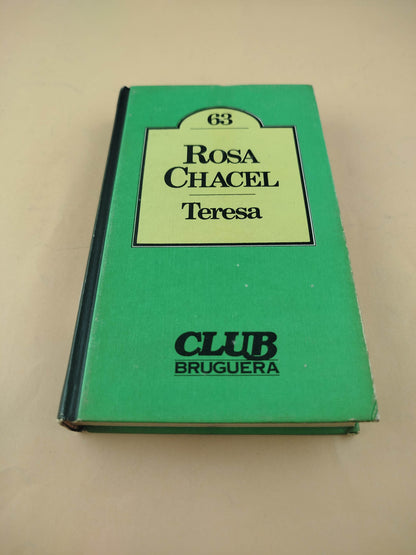 63
ROSA
CHACEL
Teresa
CLUB
BRUGUERA